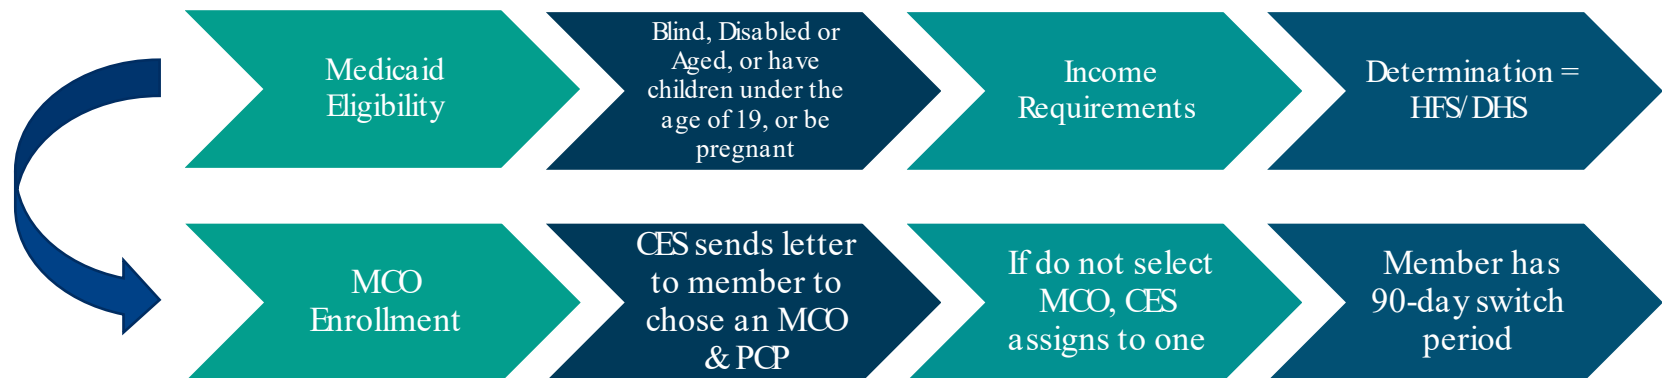 Medicaid
Eligibility
Blind, Disabled or
Aged, or have
children under the
age of 19, or be
pregnant
Income
Requirements
Determination =
HFS/DHS
MCO
Enrollment
CES sends letter
to member to
chose an MCO
& PCP
If do not select
MCO, CES
assigns to one
Member has
90-day switch
period